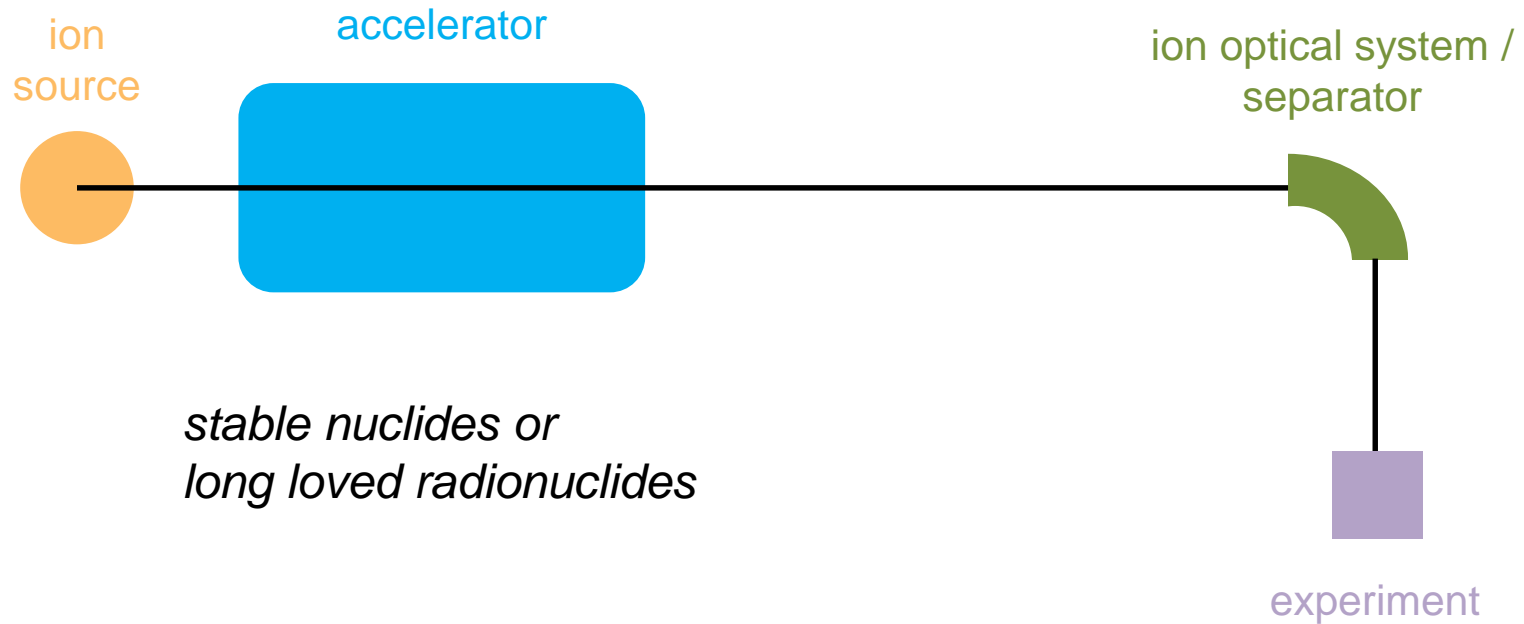 ion
source
accelerator
ion optical system /
separator
stable nuclides or
long loved radionuclides
experiment